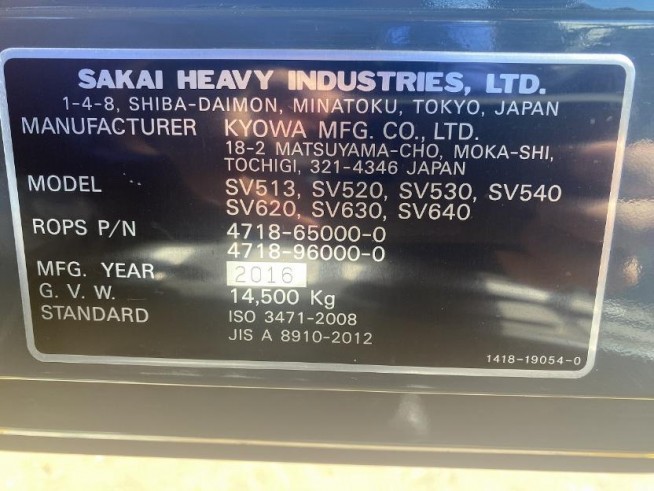 SAKAI HEAVY INDUSTRIES, LTD.
1-4-8, SHIBA-DAIMON, MINATOKU, TOKYO, JAPAN
MANUFACTURER KYOWA MFG. CO., LTD.
18-2 MATSUYAMA-CHO, MOKA-SHI,
TOCHIGI, 321-4346 JAPAN
MODEL SV513, SV520, SV530, SV540
SV620, SV630, SV640
ROPS P/N 4718-65000-0
4718-96000-0
MFG. YEAR 2016
G. V. W. 14,500 Kg
STANDARD ISO 3471-2008
JIS A 8910-2012
1418-19054-0